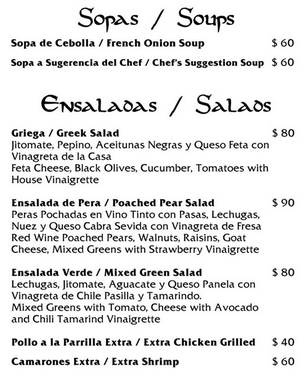 Sopas / Soups
Sopa de Cebolla / French Onion Soup $ 60
Sopa a Sugerencia del Chef / Chef's Suggestion Soup $ 60
Ensaladas / Salads
Griega / Greek Salad $ 80
Jitomate, Pepino, Aceitunas Negras y Queso Feta con
Vinagreta de la Casa
Feta Cheese, Black Olives, Cucumber, Tomatoes with
House Vinaigrette
Ensalada de Pera / Poached Pear Salad $ 90
Peras Pochadas en Vino Tinto con Pasas, Lechugas,
Nuez y Queso Cabra Sevida con Vinagreta de Fresa
Red Wine Poached Pears, Walnuts, Raisins, Goat
Cheese, Mixed Greens with Strawberry Vinaigrette
Ensalada Verde / Mixed Green Salad $ 80
Lechugas, Jitomate, Aguacate y Queso Panela con
Vinagreta de Chile Pasilla y Tamarindo.
Mixed Greens with Tomato, Cheese with Avocado
and Chili Tamarind Vinaigrette
Pollo a la Parrilla Extra / Extra Chicken Grilled $ 40
Camarones Extra / Extra Shrimp $ 60